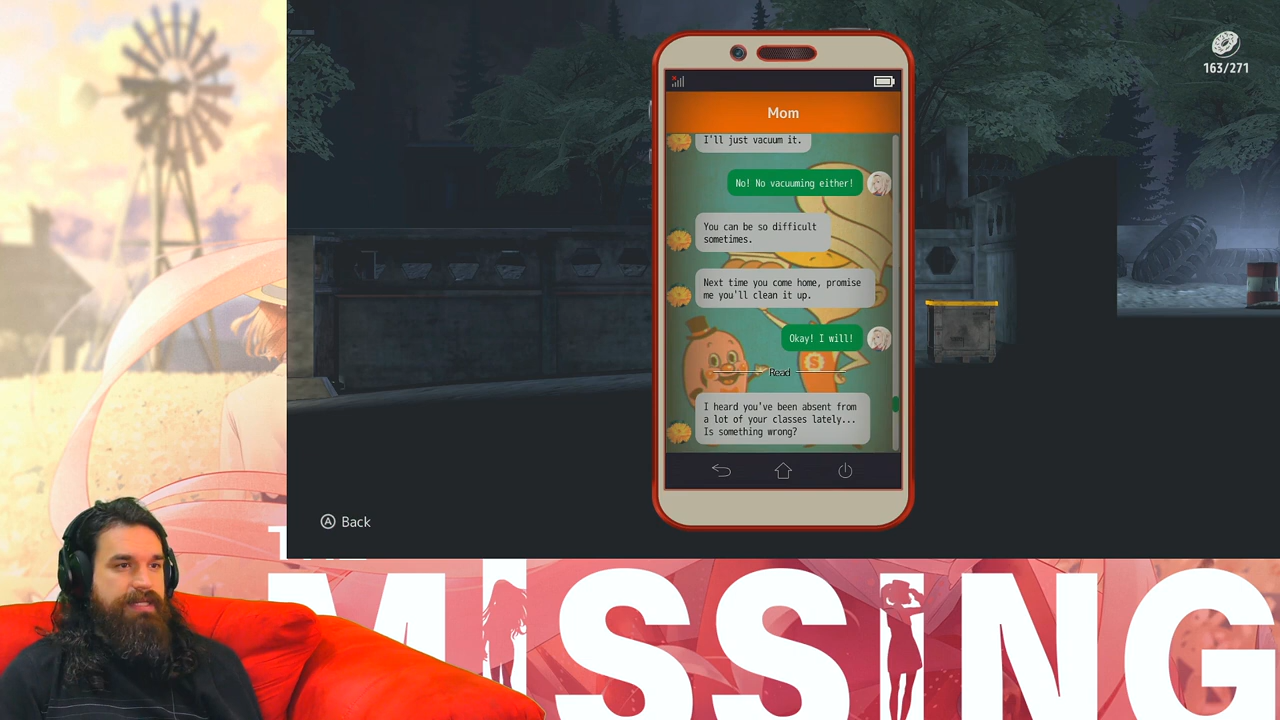 163/271
Mom
I'll just vacuum it.
No! No vacuuming either!
You can be so difficult
sometimes.
Next time you come home, promise
me you'll clean it up.
Okay! I will!
S
Read
I heard you've been absent from
a lot of your classes lately...
Is something wrong?
A Back
MISSING